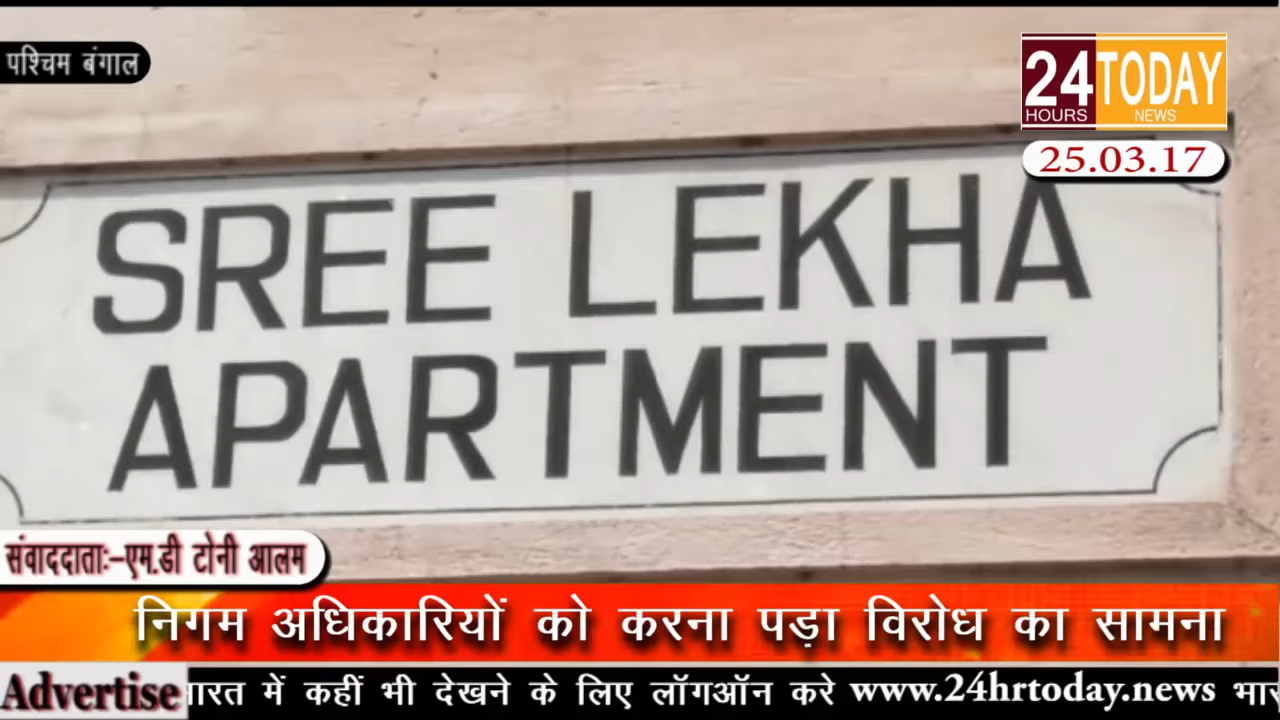 पश्चिम बंगाल
24 TODAY
HOURS NEWS
25.03.17
SREE LEKHA
APARTMENT
संवाददाताः-एम.डी टोनी आलम
निगम अधिकारियों को करना पड़ा विरोध का सामना
Advertise में कहीं भी देखने के लिए लॉगऑन करे www.24hrtoday.news